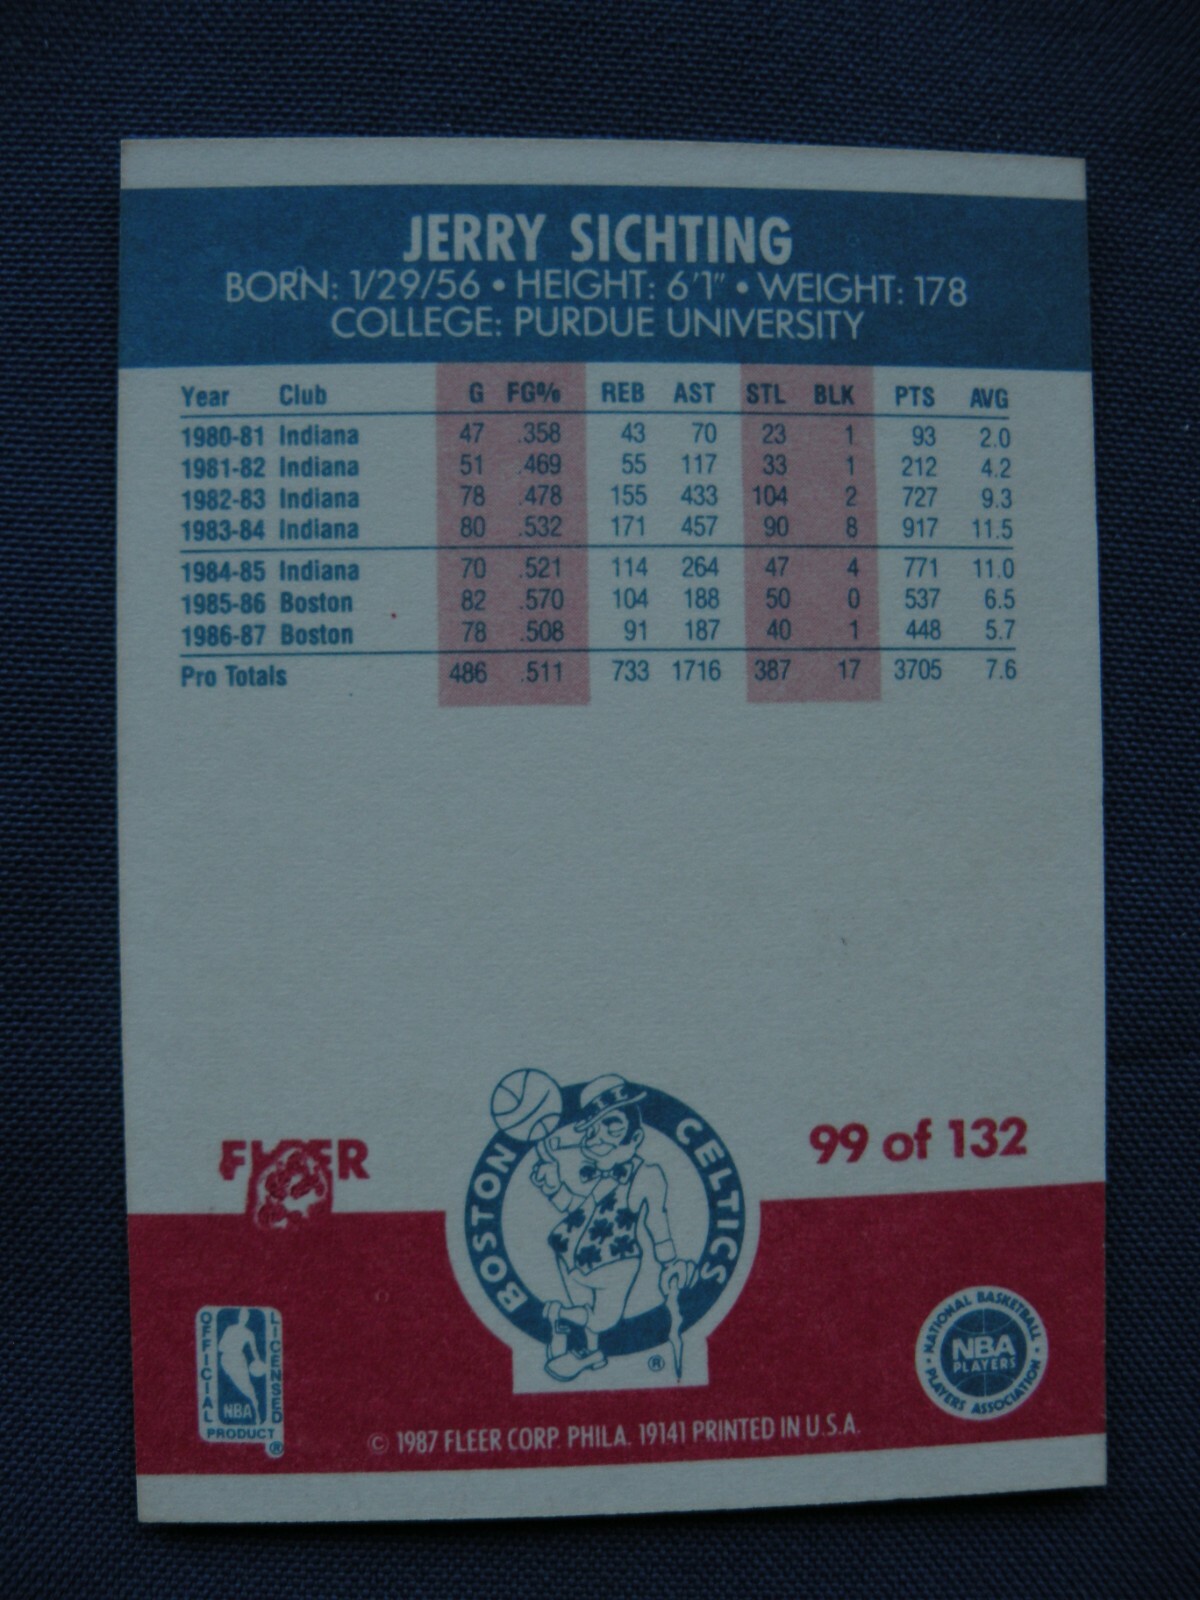 JERRY SICHTING
BORN: 1/29/56 • HEIGHT: 6'1" • WEIGHT: 178
COLLEGE: PURDUE UNIVERSITY
Year Club G FG% REB AST STL BLK PTS AVG
1980-81 Indiana 47 .358 43 70 23 1 93 2.0
1981-82 Indiana 51 .469 55 117 33 1 212 4.2
1982-83 Indiana 78 .478 155 433 104 2 727 9.3
1983-84 Indiana 80 .532 171 457 90 8 917 11.5
1984-85 Indiana 70 .521 114 264 47 4 771 11.0
1985-86 Boston 82 .570 104 188 50 0 537 6.5
1986-87 Boston 78 .508 91 187 40 1 448 5.7
Pro Totals 486 .511 733 1716 387 17 3705 7.6
FLEER
BOSTON CELTICS
®
99 of 132
OFFICIAL LICENSED
NBA
PRODUCT ®
• NATIONAL BASKETBALL •
PLAYERS ASSOCIATION
NBA
PLAYERS
© 1987 FLEER CORP. PHILA. 19141 PRINTED IN U.S.A.